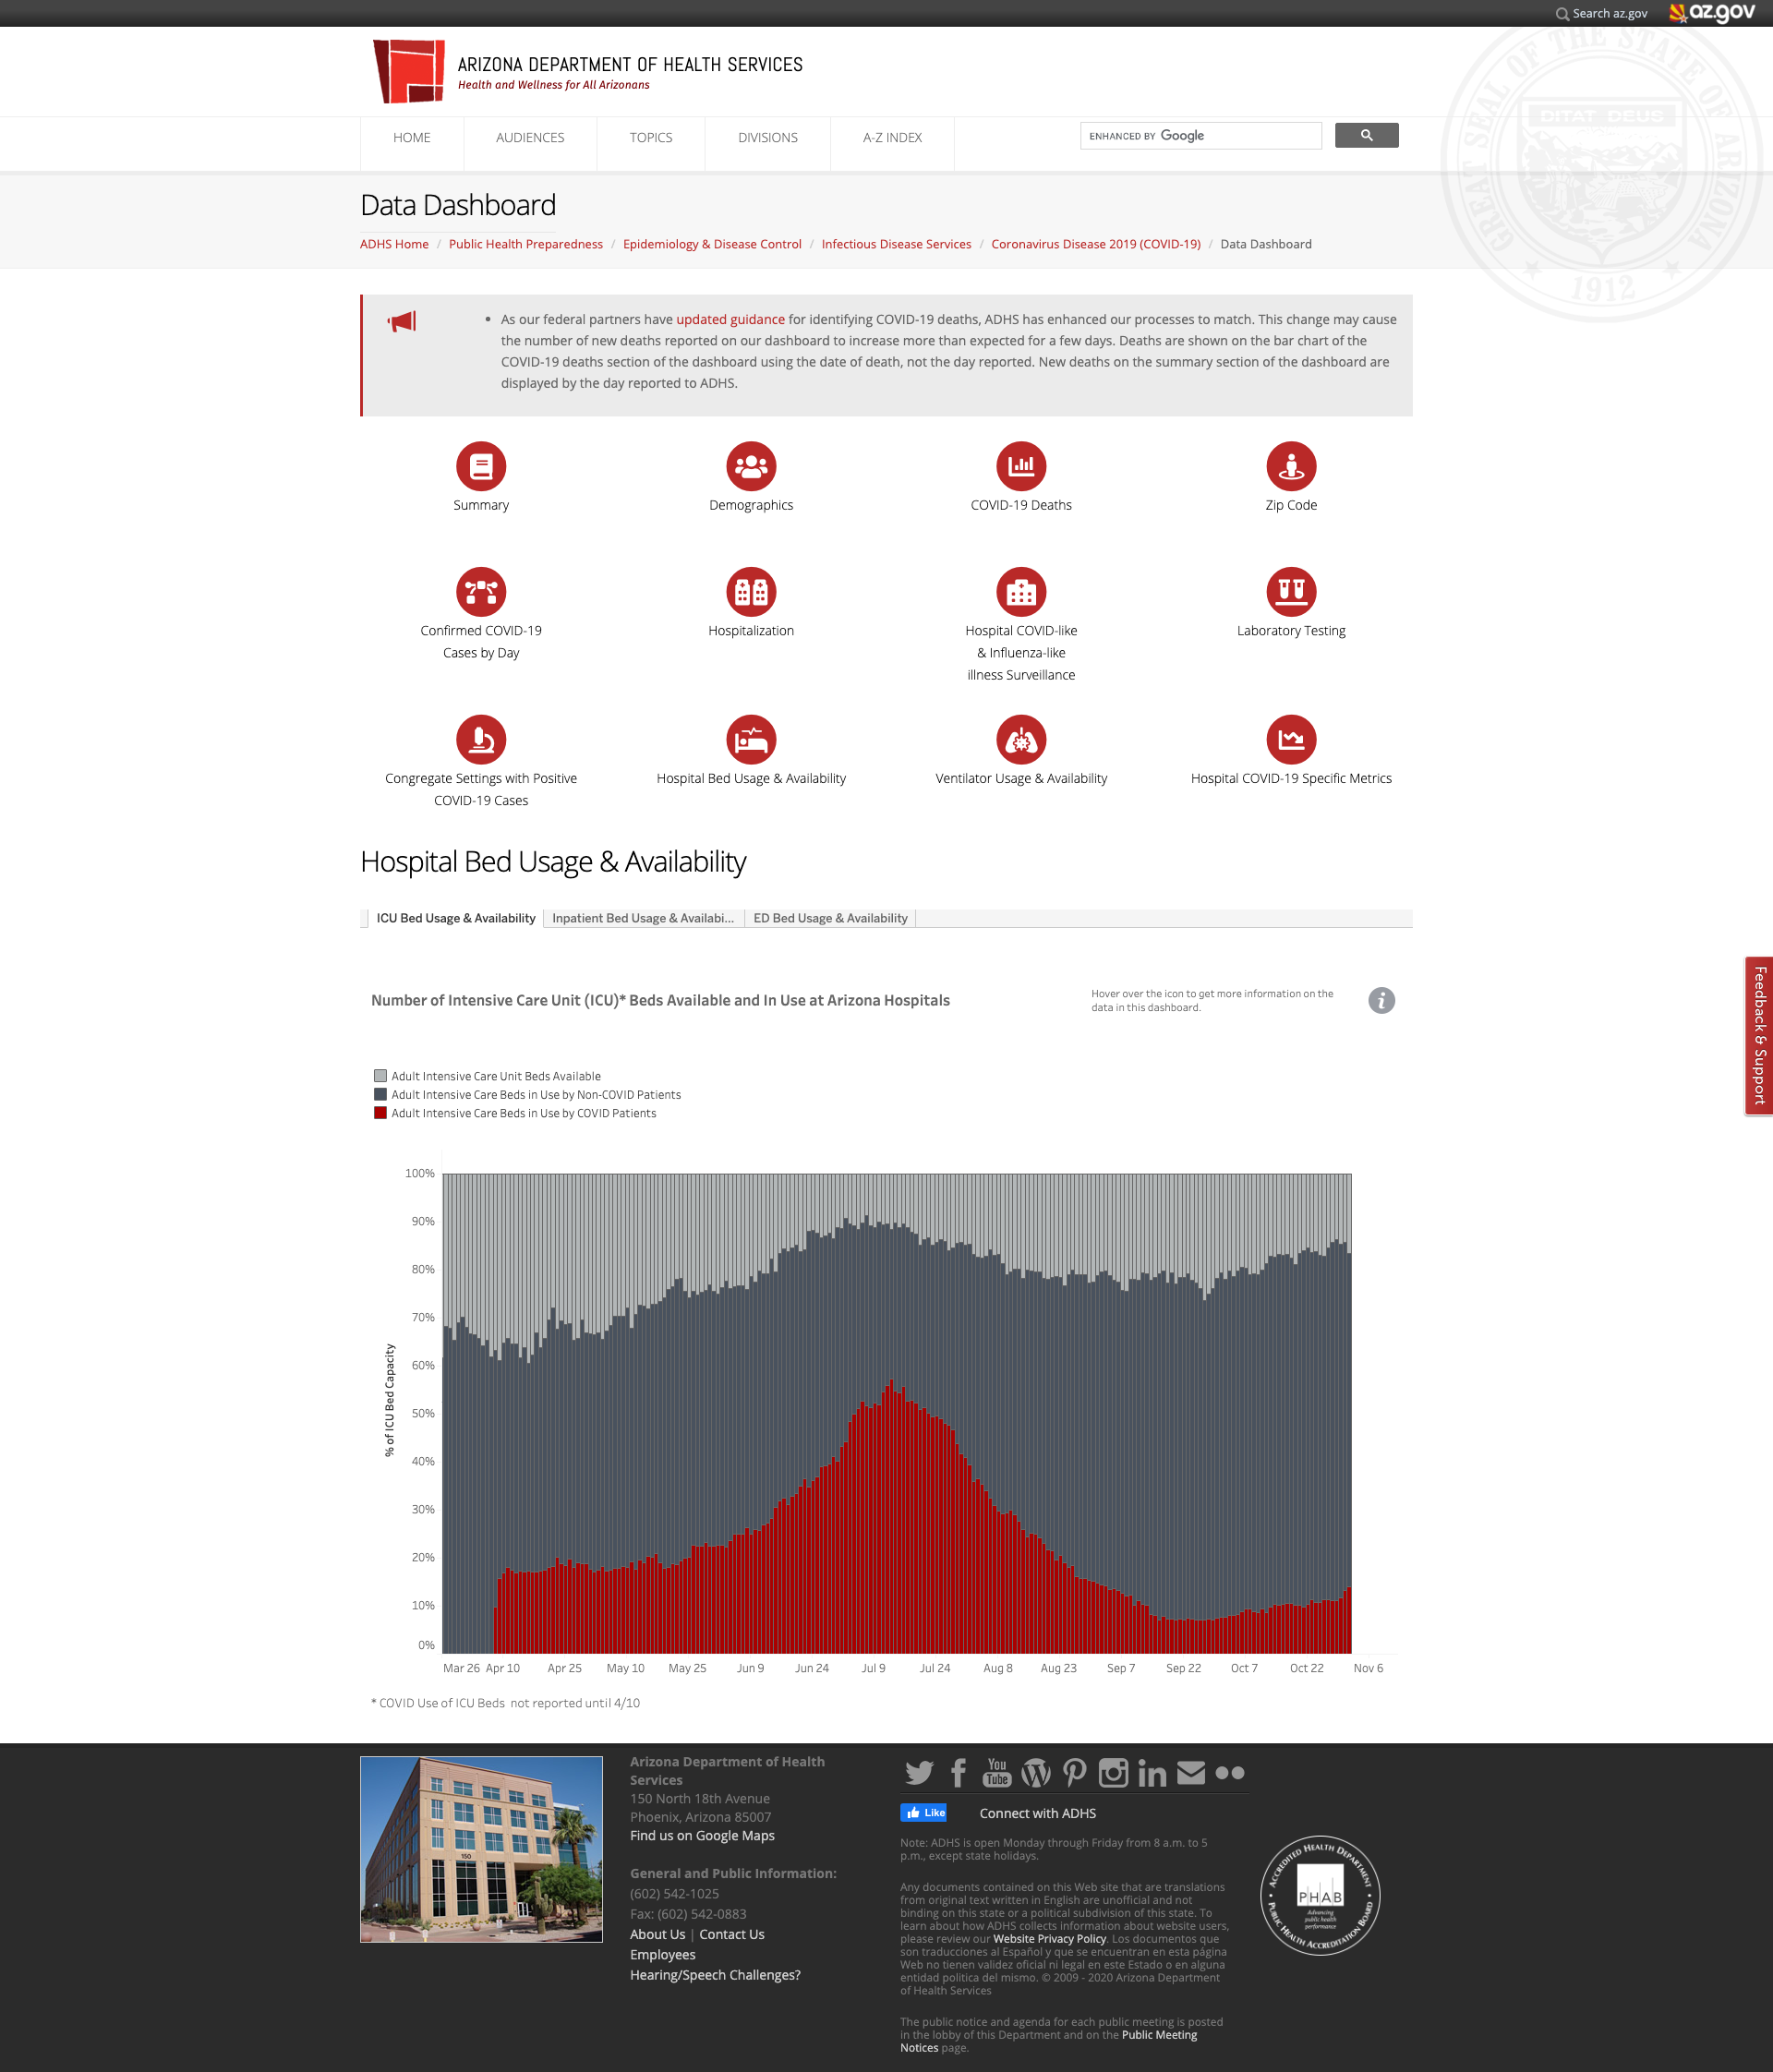 Search az.gov
az.gov
ARIZONA DEPARTMENT OF HEALTH SERVICES
Health and Wellness for All Arizonans
GREAT SEAL OF THE STATE OF ARIZONA
DITAT DEUS
1912
HOME
AUDIENCES
TOPICS
DIVISIONS
A-Z INDEX
ENHANCED BY Google
Data Dashboard
ADHS Home / Public Health Preparedness / Epidemiology & Disease Control / Infectious Disease Services / Coronavirus Disease 2019 (COVID-19) / Data Dashboard
• As our federal partners have updated guidance for identifying COVID-19 deaths, ADHS has enhanced our processes to match. This change may cause
the number of new deaths reported on our dashboard to increase more than expected for a few days. Deaths are shown on the bar chart of the
COVID-19 deaths section of the dashboard using the date of death, not the day reported. New deaths on the summary section of the dashboard are
displayed by the day reported to ADHS.
Summary
Demographics
COVID-19 Deaths
Zip Code
Confirmed COVID-19
Cases by Day
Hospitalization
Hospital COVID-like
& Influenza-like
illness Surveillance
Laboratory Testing
Congregate Settings with Positive
COVID-19 Cases
Hospital Bed Usage & Availability
Ventilator Usage & Availability
Hospital COVID-19 Specific Metrics
Hospital Bed Usage & Availability
ICU Bed Usage & Availability
Inpatient Bed Usage & Availabi...
ED Bed Usage & Availability
Feedback & Support
Number of Intensive Care Unit (ICU)* Beds Available and In Use at Arizona Hospitals
Hover over the icon to get more information on the
data in this dashboard.
i
Adult Intensive Care Unit Beds Available
Adult Intensive Care Beds in Use by Non-COVID Patients
Adult Intensive Care Beds in Use by COVID Patients
% of ICU Bed Capacity
100%
90%
80%
70%
60%
50%
40%
30%
20%
10%
0%
Mar 26 Apr 10 Apr 25 May 10 May 25 Jun 9 Jun 24 Jul 9 Jul 24 Aug 8 Aug 23 Sep 7 Sep 22 Oct 7 Oct 22 Nov 6
* COVID Use of ICU Beds not reported until 4/10
150
Arizona Department of Health
Services
150 North 18th Avenue
Phoenix, Arizona 85007
Find us on Google Maps
General and Public Information:
(602) 542-1025
Fax: (602) 542-0883
About Us | Contact Us
Employees
Hearing/Speech Challenges?
You Tube
Like
Connect with ADHS
Note: ADHS is open Monday through Friday from 8 a.m. to 5
p.m., except state holidays.
Any documents contained on this Web site that are translations
from original text written in English are unofficial and not
binding on this state or a political subdivision of this state. To
learn about how ADHS collects information about website users,
please review our Website Privacy Policy. Los documentos que
son traducciones al Español y que se encuentran en esta página
Web no tienen validez oficial ni legal en este Estado o en alguna
entidad politica del mismo. © 2009 - 2020 Arizona Department
of Health Services
The public notice and agenda for each public meeting is posted
in the lobby of this Department and on the Public Meeting
Notices page.
ACCREDITED HEALTH DEPARTMENT
PHAB
Advancing
public health
performance
PUBLIC HEALTH ACCREDITATION BOARD